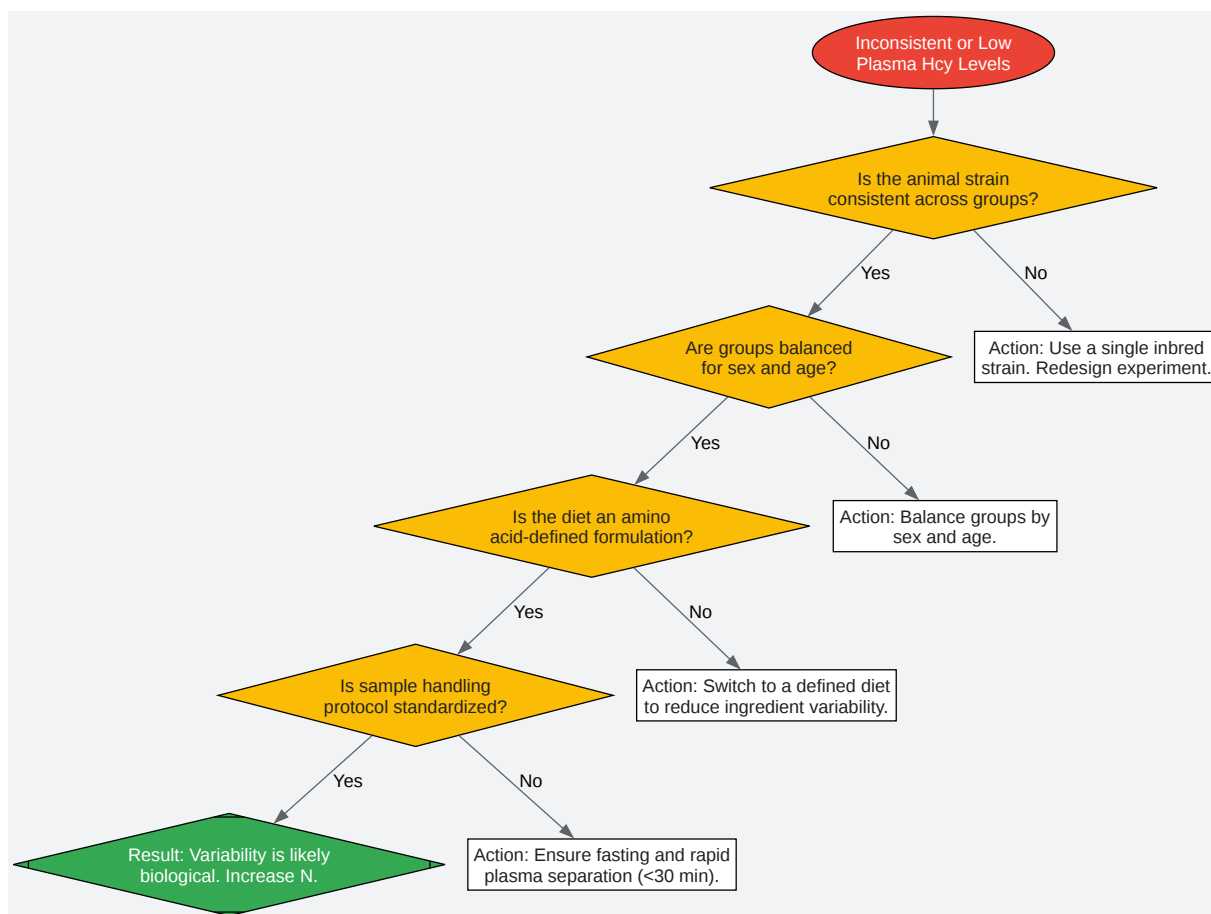 Inconsistent or Low
Plasma Hcy Levels
Is the animal strain
consistent across groups?
Yes
No
Are groups balanced
for sex and age?
Action: Use a single inbred
strain. Redesign experiment.
Yes
No
Is the diet an amino
acid-defined formulation?
Action: Balance groups by
sex and age.
Yes
No
Is sample handling
protocol standardized?
Action: Switch to a defined diet
to reduce ingredient variability.
Yes
No
Result: Variability is likely
biological. Increase N.
Action: Ensure fasting and rapid
plasma separation (<30 min).